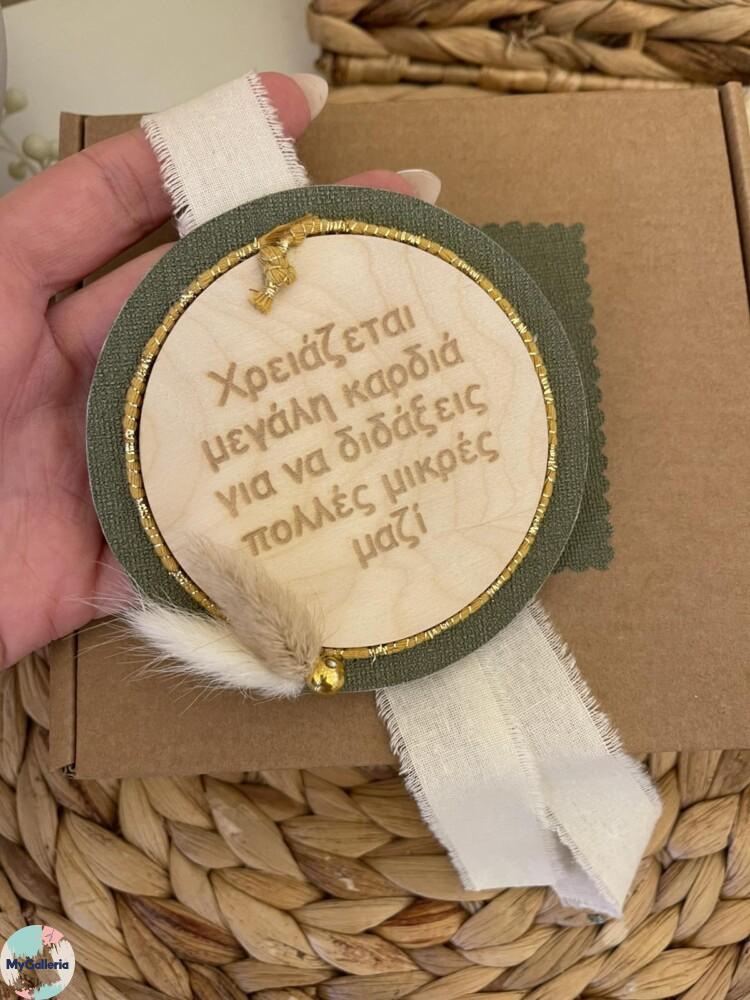 Χρειάζεται
μεγάλη καρδιά
για να διδάξεις
πολλές μικρές
μαζί
MyGalleria